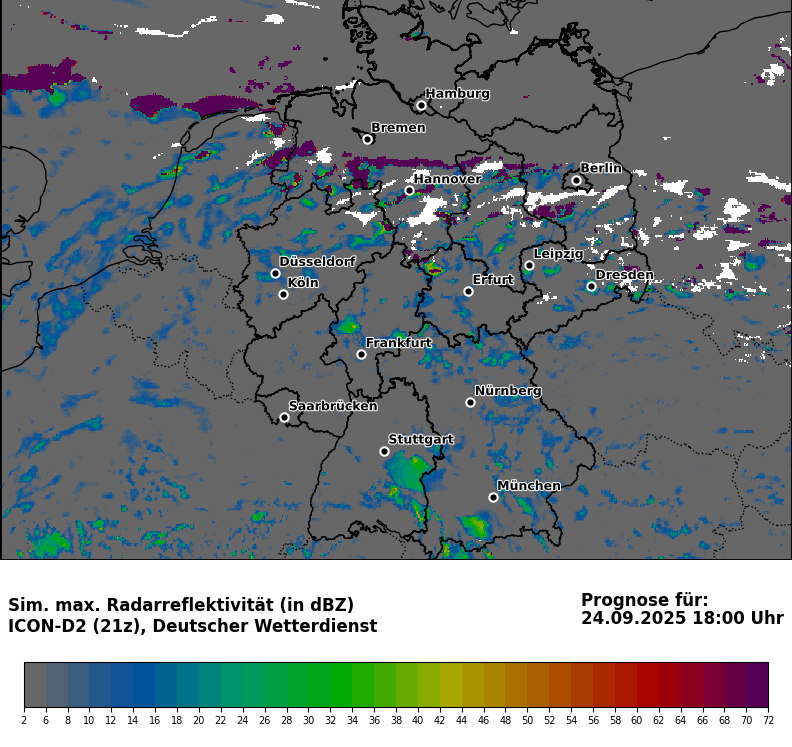 Hamburg
Bremen
Berlin
Hannover
Leipzig
Düsseldorf
Dresden
Köln
Erfurt
Frankfurt
Nürnberg
Saarbrücken
Stuttgart
München
Sim. max. Radarreflektivität (in dBZ)
ICON-D2 (21z), Deutscher Wetterdienst
Prognose für:
24.09.2025 18:00 Uhr
2 6 8 10 12 14 16 18 20 22 24 26 28 30 32 34 36 38 40 42 44 46 48 50 52 54 56 58 60 62 64 66 68 70 72